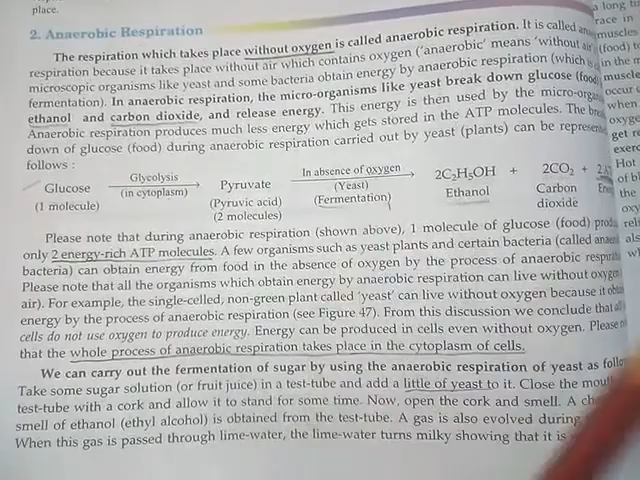 place.
2. Anaerobic Respiration
The respiration which takes place without oxygen is called anaerobic respiration. It is called
respiration because it takes place without air which contains oxygen ('anaerobic' means 'without air
microscopic organisms like yeast and some bacteria obtain energy by anaerobic respiration (which is
fermentation). In anaerobic respiration, the micro-organisms like yeast break down glucose (food
ethanol and carbon dioxide, and release energy. This energy is then used by the micro-orga
Anaerobic respiration produces much less energy which gets stored in the ATP molecules. The
down of glucose (food) during anaerobic respiration carried out by yeast (plants) can be
follows :
Glucose Glycolysis Pyruvate In absence of oxygen 2C2H5OH + 2CO2 +
(in cytoplasm) (Yeast) Ethanol Carbon
(1 molecule) (Pyruvic acid) (Fermentation) dioxide
(2 molecules)
Please note that during anaerobic respiration (shown above), 1 molecule of glucose (food)
only 2 energy-rich ATP molecules. A few organisms such as yeast plants and certain bacteria (called
bacteria) can obtain energy from food in the absence of oxygen by the process of anaerobic
Please note that all the organisms which obtain energy by anaerobic respiration can live without oxygen
air). For example, the single-celled, non-green plant called 'yeast' can live without oxygen because it
energy by the process of anaerobic respiration (see Figure 47). From this discussion we conclude that
cells do not use oxygen to produce energy. Energy can be produced in cells even without oxygen. Please
that the whole process of anaerobic respiration takes place in the cytoplasm of cells.
We can carry out the fermentation of sugar by using the anaerobic respiration of yeast as
Take some sugar solution (or fruit juice) in a test-tube and add a little of yeast to it. Close the
test-tube with a cork and allow it to stand for some time. Now, open the cork and smell. A
smell of ethanol (ethyl alcohol) is obtained from the test-tube. A gas is also evolved during
When this gas is passed through lime-water, the lime-water turns milky showing that it is
a long
race in
muscles
(food) to
in the
occur
when
oxyge
get
exerc
Hot
of
the
oxy